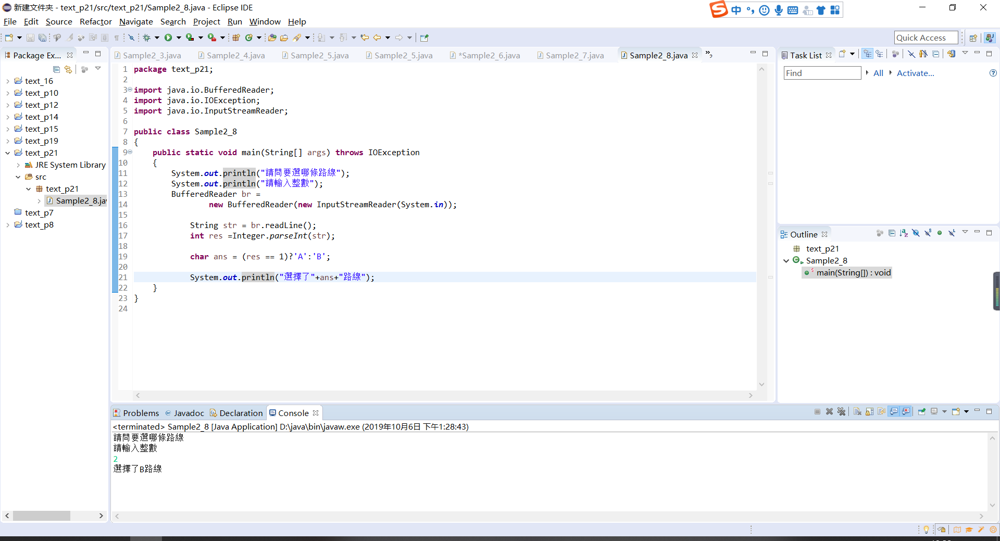 新建文件夹 - text_p21/src/text_p21/Sample2_8.java - Eclipse IDE
中
File Edit Source Refactor Navigate Search Project Run Window Help
Quick Access
Package Ex...
Sample2_3.java Sample2_4.java Sample2_5.java Sample2_5.java *Sample2_6.java Sample2_7.java Sample2_8.java
Task List
Find All Activate...
text_16
text_p10
text_p12
text_p14
text_p15
text_p19
text_p21
JRE System Library
src
text_p21
Sample2_8.jav
text_p7
text_p8
1 package text_p21;
2
3 import java.io.BufferedReader;
4 import java.io.IOException;
5 import java.io.InputStreamReader;
6
7 public class Sample2_8
8 {
9 public static void main(String[] args) throws IOException
10 {
11 System.out.println("請問要選哪條路線");
12 System.out.println("請輸入整數");
13 BufferedReader br =
14 new BufferedReader(new InputStreamReader(System.in));
15
16 String str = br.readLine();
17 int res =Integer.parseInt(str);
18
19 char ans = (res == 1)?'A':'B';
20
21 System.out.println("選擇了"+ans+"路線");
22 }
23 }
24
Outline
text_p21
Sample2_8
main(String[]) : void
Problems @ Javadoc Declaration Console
<terminated> Sample2_8 [Java Application] D:\java\bin\javaw.exe (2019年10月6日 下午1:28:43)
請問要選哪條路線
請輸入整數
2
選擇了B路線